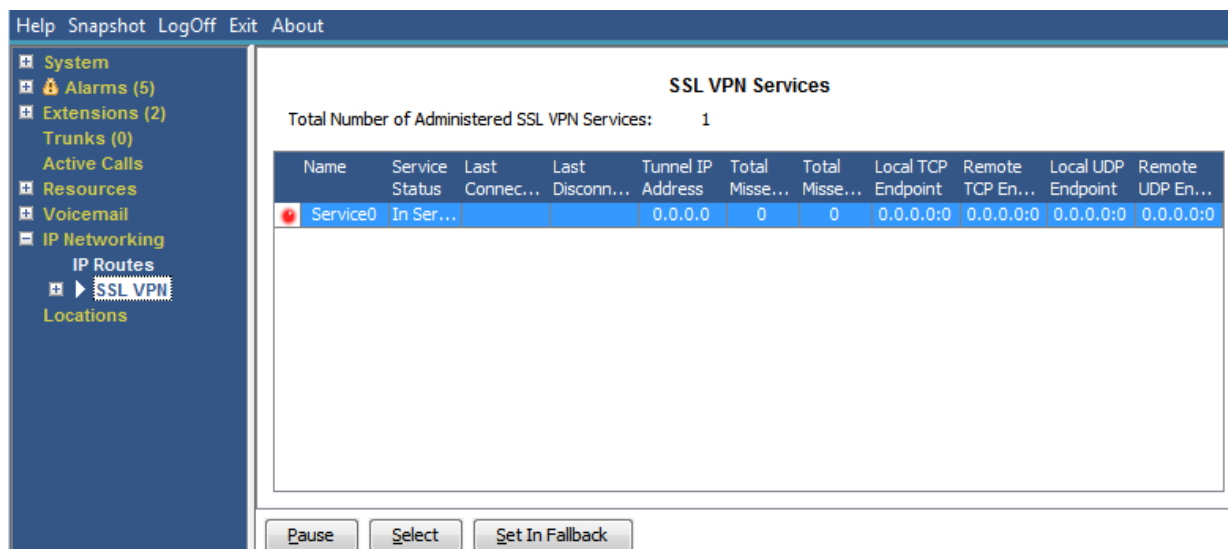 Help Snapshot LogOff Exit About
System
Alarms (5)
Extensions (2)
Trunks (0)
Active Calls
Resources
Voicemail
IP Networking
IP Routes
SSL VPN
Locations
SSL VPN Services
Total Number of Administered SSL VPN Services: 1
Name Service Last Last Tunnel IP Total Total Local TCP Remote Local UDP Remote
Status Connec... Disconn... Address Misse... Misse... Endpoint TCP En... Endpoint UDP En...
Service0 In Ser... 0.0.0.0 0 0 0.0.0.0:0 0.0.0.0:0 0.0.0.0:0 0.0.0.0:0
Pause Select Set In Fallback